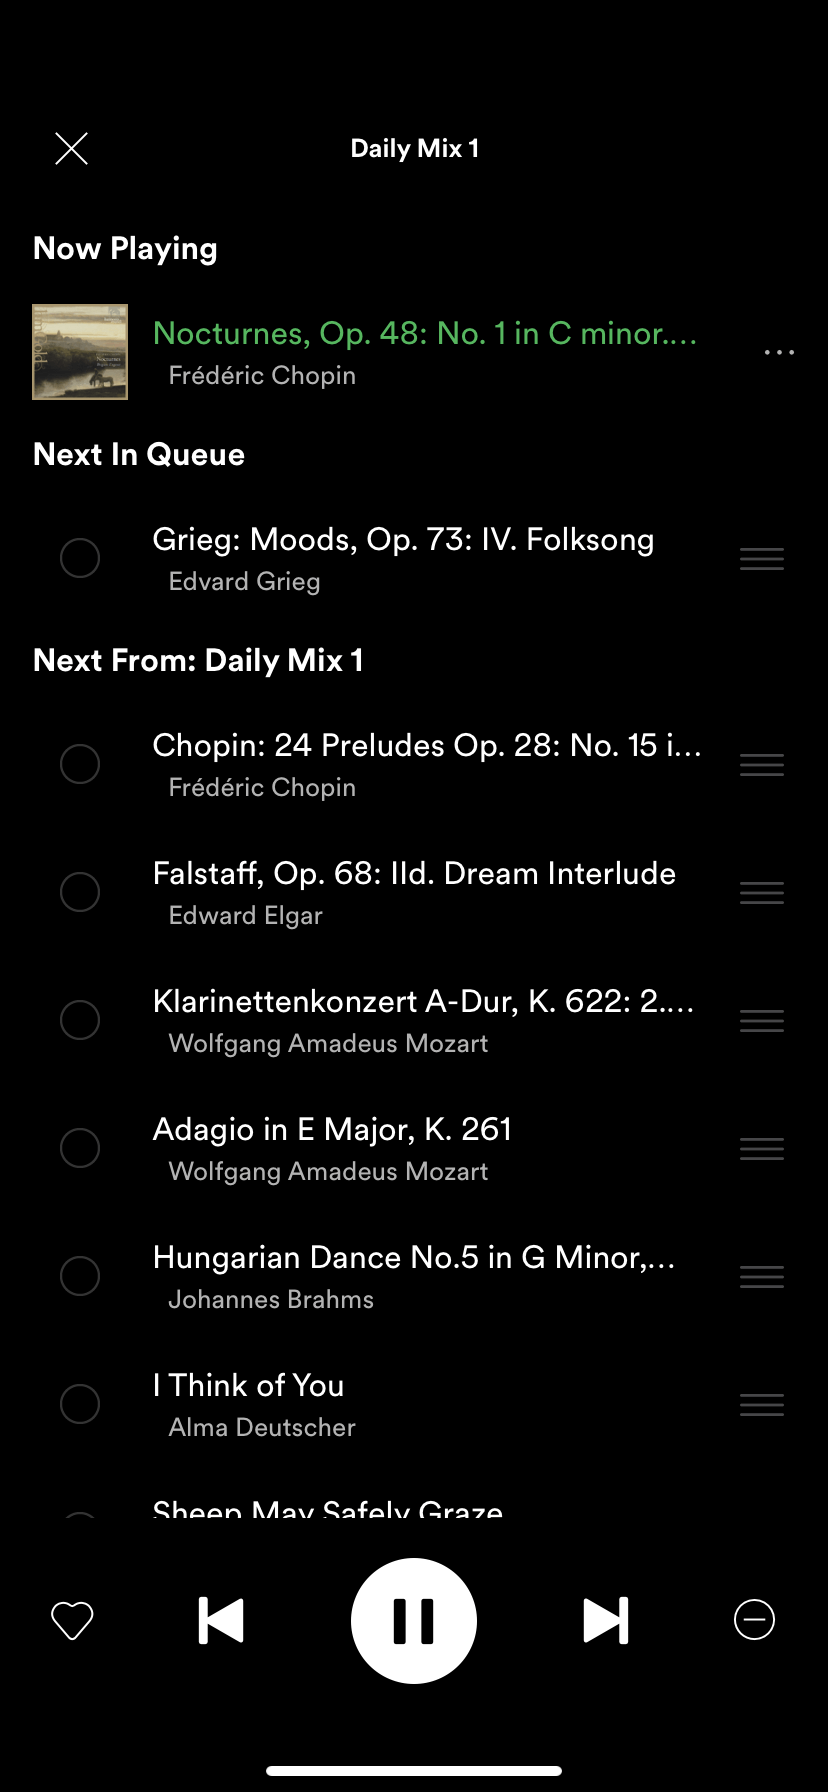 Daily Mix 1
Now Playing
Nocturnes, Op. 48: No. 1 in C minor....
Frédéric Chopin
Next In Queue
Grieg: Moods, Op. 73: IV. Folksong
Edvard Grieg
Next From: Daily Mix 1
Chopin: 24 Preludes Op. 28: No. 15 i...
Frédéric Chopin
Falstaff, Op. 68: IId. Dream Interlude
Edward Elgar
Klarinettenkonzert A-Dur, K. 622: 2....
Wolfgang Amadeus Mozart
Adagio in E Major, K. 261
Wolfgang Amadeus Mozart
Hungarian Dance No.5 in G Minor,...
Johannes Brahms
I Think of You
Alma Deutscher
Sheep May Safely Graze